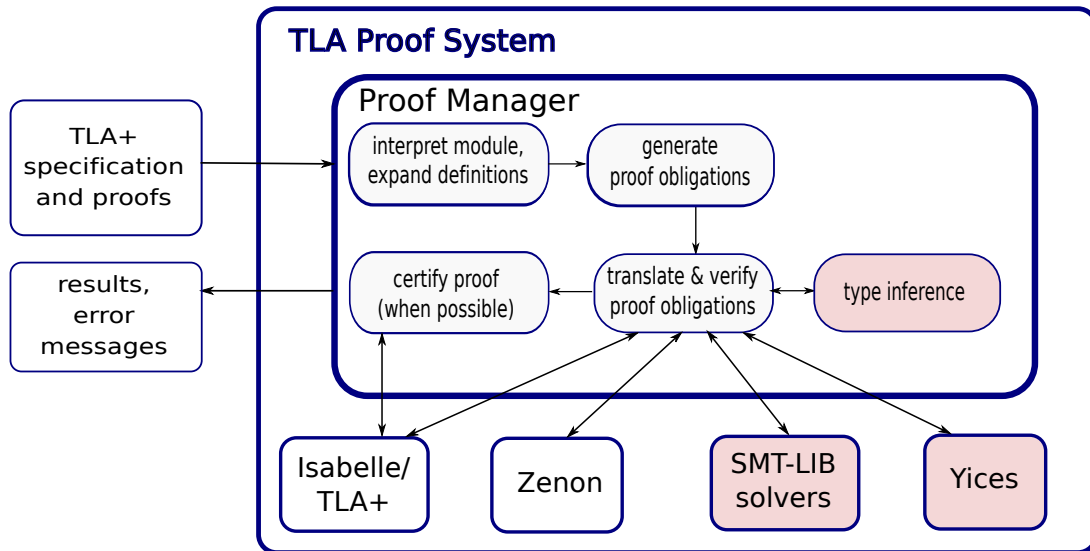 TLA Proof System
Proof Manager
TLA+
specification
and proofs
interpret module,
expand definitions
generate
proof obligations
results,
error
messages
certify proof
(when possible)
translate & verify
proof obligations
type inference
Isabelle/
TLA+
Zenon
SMT-LIB
solvers
Yices